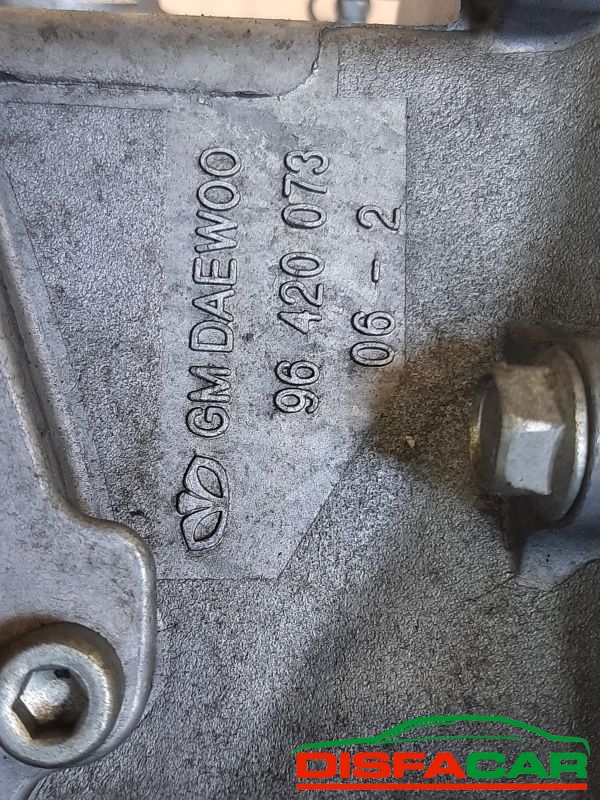 GM DAEWOO
96 420 073
06 - 2
DISFACAR